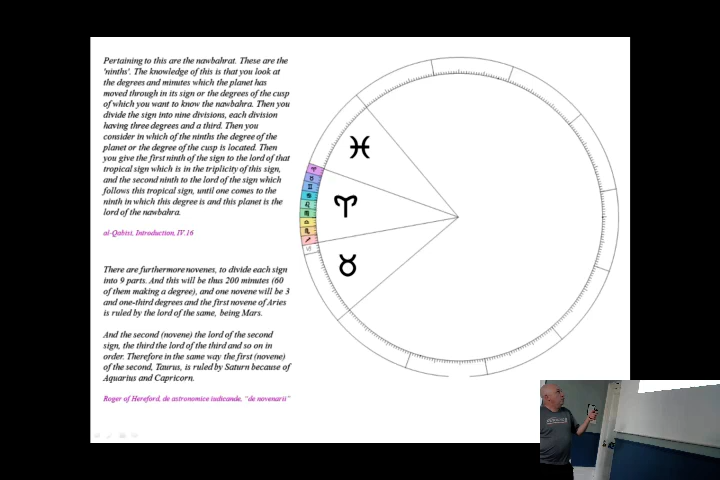 Pertaining to this are the nawbahrat. These are the
'ninths'. The knowledge of this is that you look at
the degrees and minutes which the planet has
moved through in its sign or the degrees of the cusp
of which you want to know the nawbahra. Then you
divide the sign into nine divisions, each division
having three degrees and a third. Then you
consider in which of the ninths the degree of the
planet or the degree of the cusp is located. Then
you give the first ninth of the sign to the lord of that
tropical sign which is in the triplicity of this sign,
and the second ninth to the lord of the sign which
follows this tropical sign, until one comes to the
ninth in which this degree is and this planet is the
lord of the nawbahra.
al-Qabisi, Introduction, IV.16
There are furthermore novenes, to divide each sign
into 9 parts. And this will be thus 200 minutes (60
of them making a degree), and one novene will be 3
and one-third degrees and the first novene of Aries
is ruled by the lord of the same, being Mars.
And the second (novene) the lord of the second
sign, the third the lord of the third and so on in
order. Therefore in the same way the first (novene)
of the second, Taurus, is ruled by Saturn because of
Aquarius and Capricorn.
Roger of Hereford, de astronomice iudicande, "de novenariis"
♓
♈
♉